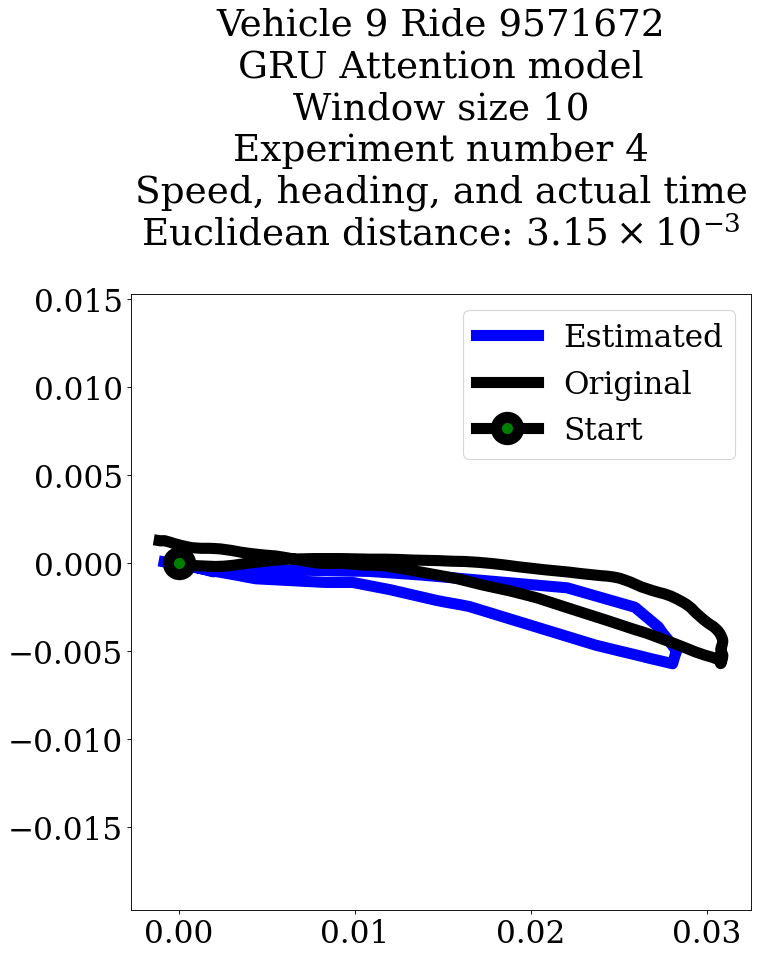 Vehicle 9 Ride 9571672
GRU Attention model
Window size 10
Experiment number 4
Speed, heading, and actual time
Euclidean distance: 3.15 × 10⁻³
Estimated
Original
Start
0.015
0.010
0.005
0.000
−0.005
−0.010
−0.015
0.00 0.01 0.02 0.03